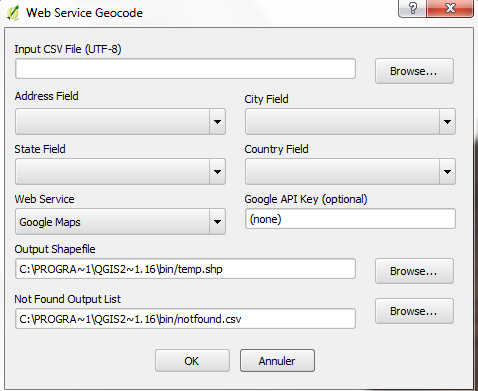 Web Service Geocode
Input CSV File (UTF-8)
Browse...
Address Field
City Field
State Field
Country Field
Web Service
Google API Key (optional)
Google Maps
(none)
Output Shapefile
C:\PROGRA~1\QGIS2~1.16\bin/temp.shp
Browse...
Not Found Output List
C:\PROGRA~1\QGIS2~1.16\bin/notfound.csv
Browse...
OK
Annuler